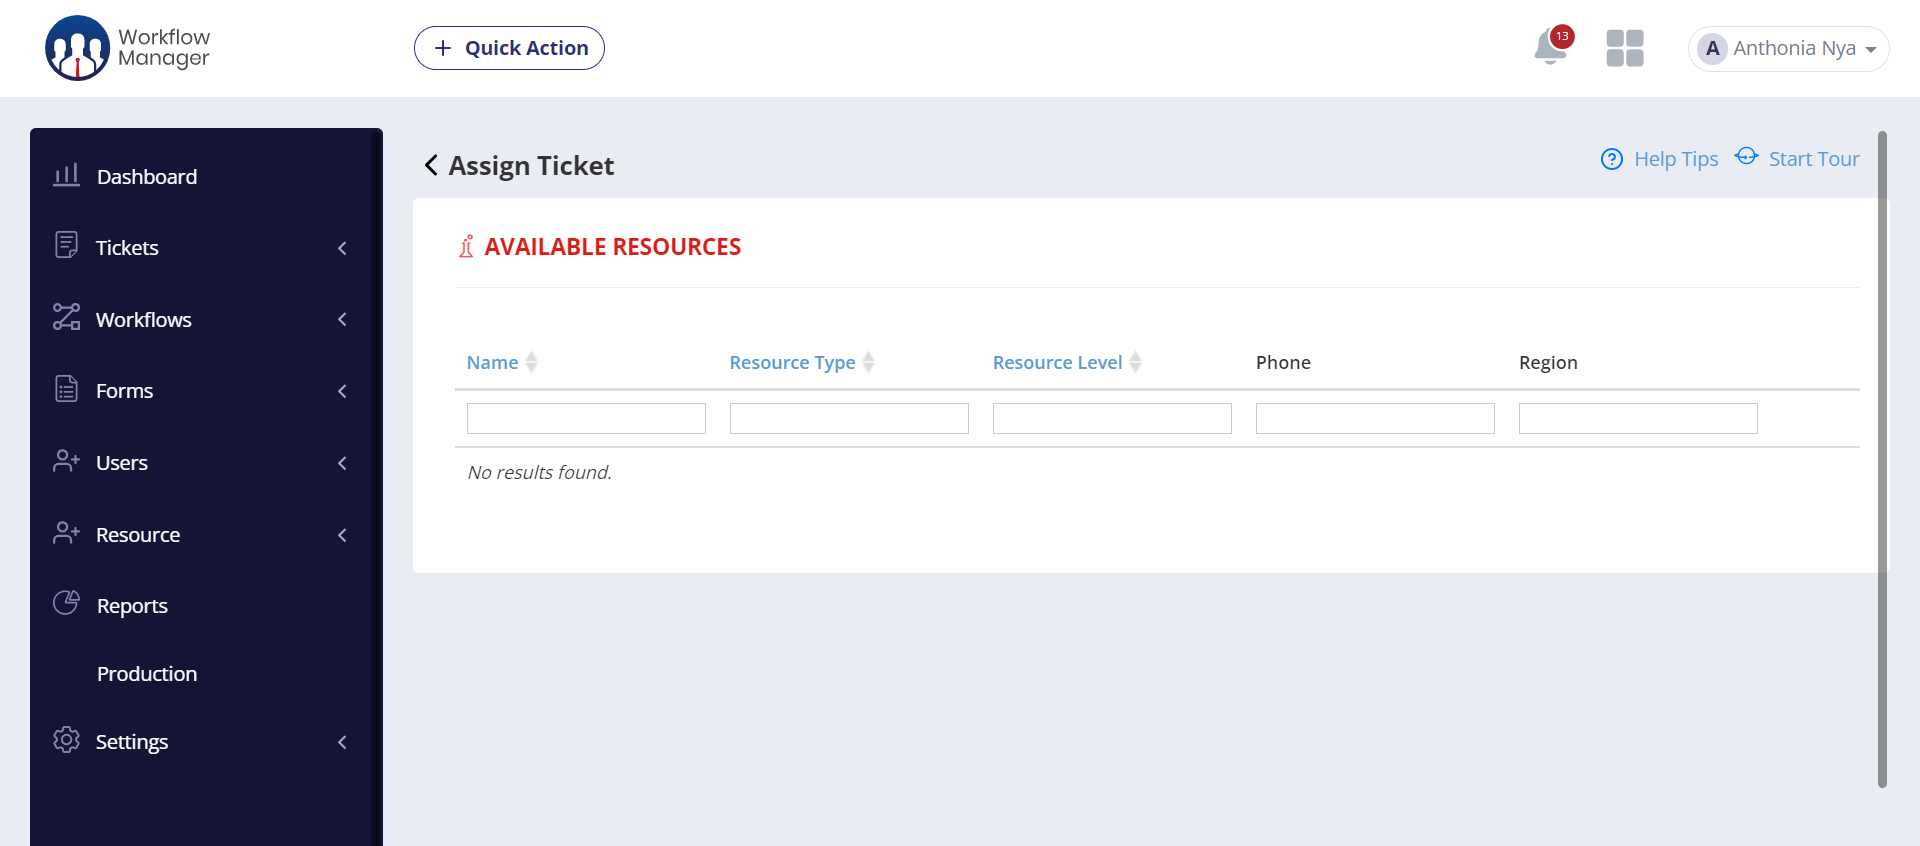 Workflow
Manager
Quick Action
13
A Anthonia Nya
Dashboard
Tickets
Workflows
Forms
Users
Resource
Reports
Production
Settings
Assign Ticket
Help Tips
Start Tour
AVAILABLE RESOURCES
Name Resource Type Resource Level Phone Region
No results found.